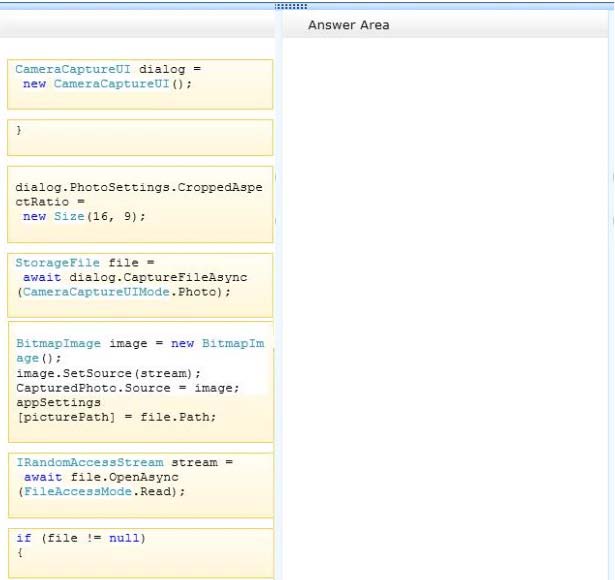 Answer Area
CameraCaptureUI dialog =
new CameraCaptureUI();
}
dialog.PhotoSettings.CroppedAspe
ctRatio =
new Size(16, 9);
StorageFile file =
await dialog.CaptureFileAsync
(CameraCaptureUIMode.Photo);
BitmapImage image = new BitmapIm
age();
image.SetSource(stream);
CapturedPhoto.Source = image;
appSettings
[picturePath] = file.Path;
IRandomAccessStream stream =
await file.OpenAsync
(FileAccessMode.Read);
if (file != null)
{